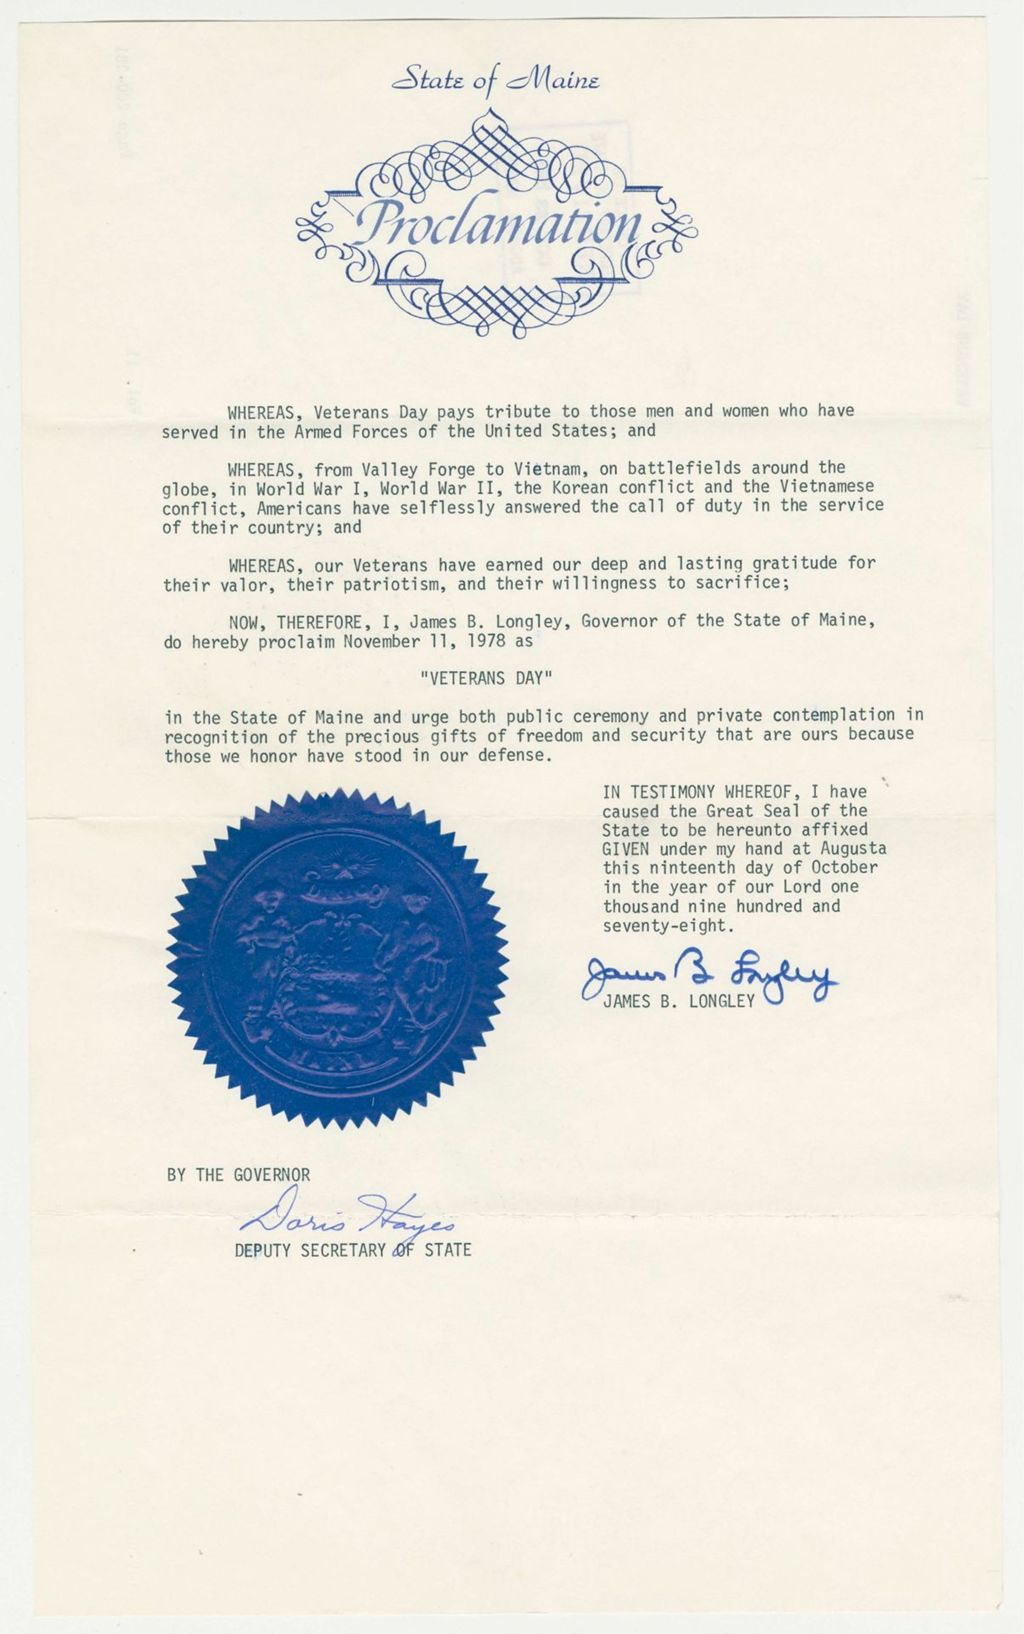 State of Maine
Proclamation
WHEREAS, Veterans Day pays tribute to those men and women who have
served in the Armed Forces of the United States; and
WHEREAS, from Valley Forge to Vietnam, on battlefields around the
globe, in World War I, World War II, the Korean conflict and the Vietnamese
conflict, Americans have selflessly answered the call of duty in the service
of their country; and
WHEREAS, our Veterans have earned our deep and lasting gratitude for
their valor, their patriotism, and their willingness to sacrifice;
NOW, THEREFORE, I, James B. Longley, Governor of the State of Maine,
do hereby proclaim November 11, 1978 as
"VETERANS DAY"
in the State of Maine and urge both public ceremony and private contemplation in
recognition of the precious gifts of freedom and security that are ours because
those we honor have stood in our defense.
IN TESTIMONY WHEREOF, I have
caused the Great Seal of the
State to be hereunto affixed
GIVEN under my hand at Augusta
this ninteenth day of October
in the year of our Lord one
thousand nine hundred and
seventy-eight.
James B Longley
JAMES B. LONGLEY
Dirigo
MAINE
BY THE GOVERNOR
Doris Hayes
DEPUTY SECRETARY OF STATE